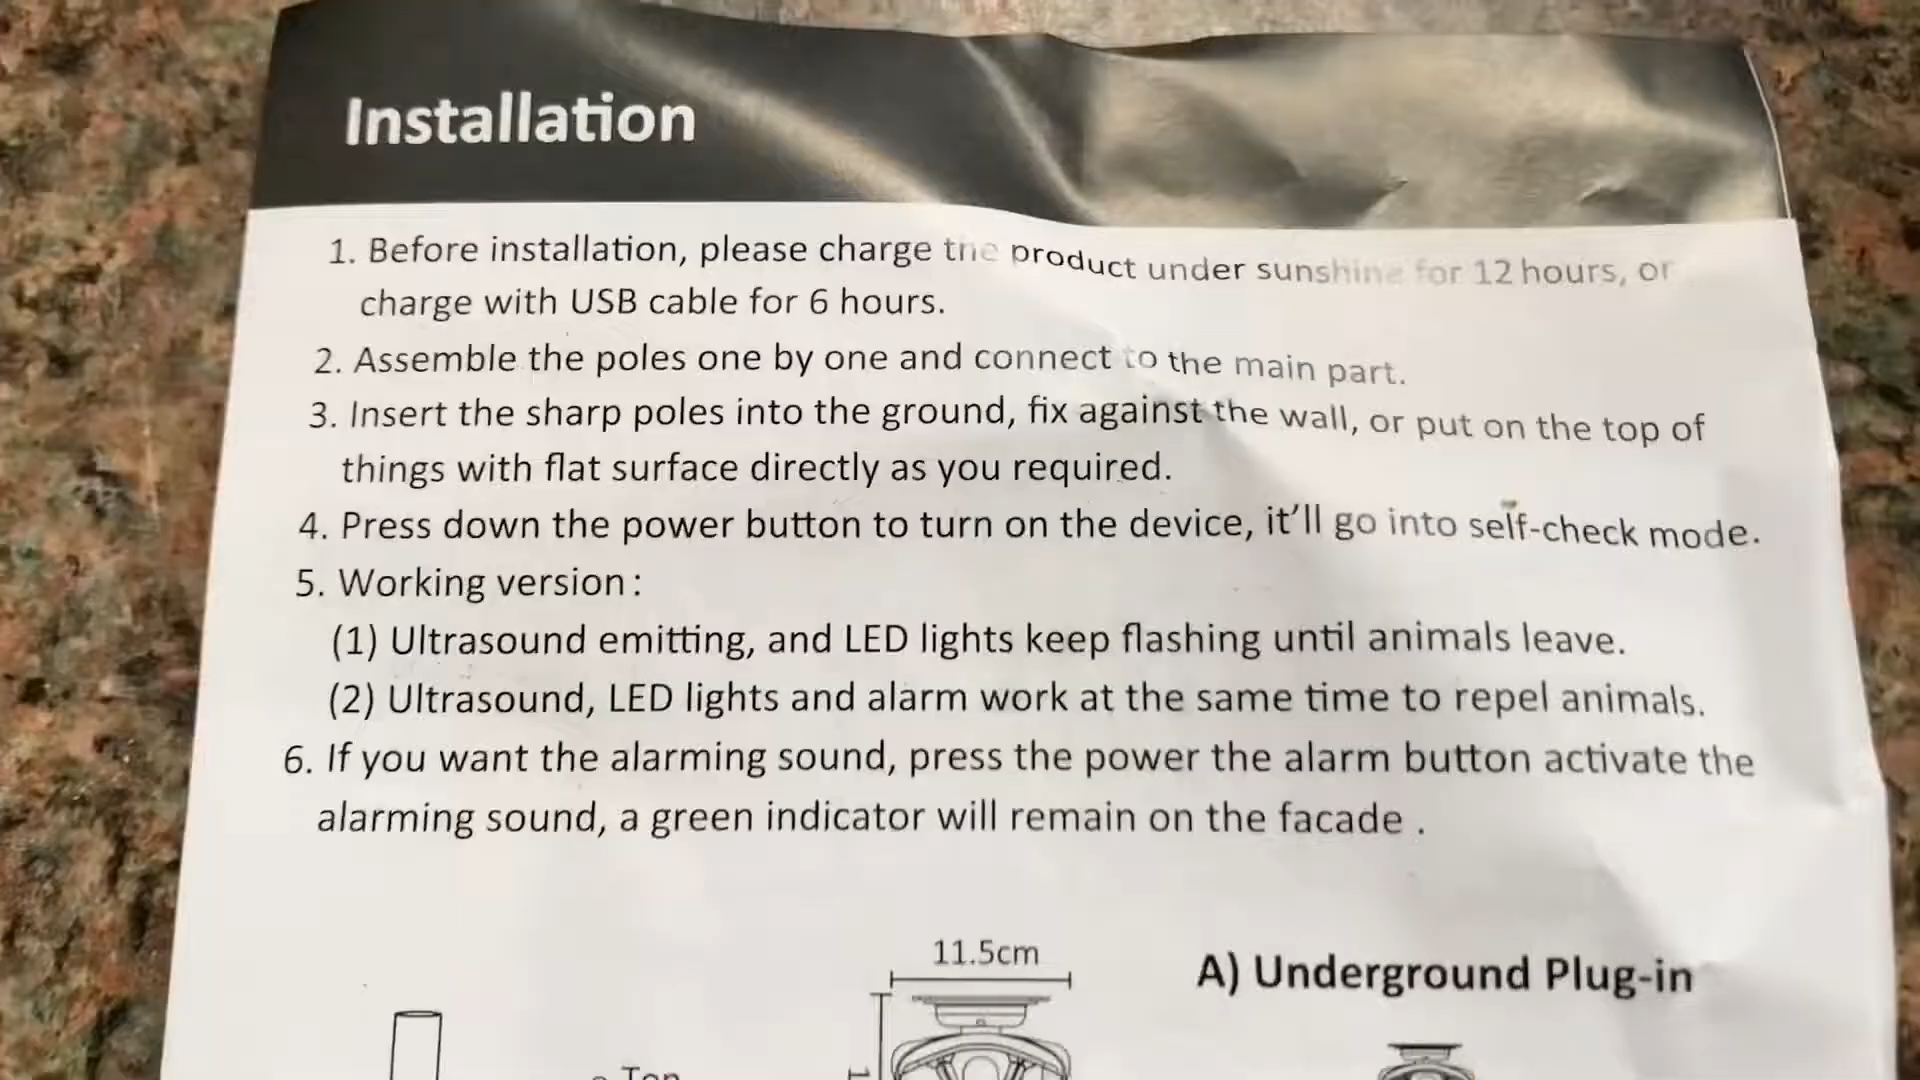 Installation
1. Before installation, please charge the product under sunshine for 12 hours, or
charge with USB cable for 6 hours.
2. Assemble the poles one by one and connect to the main part.
3. Insert the sharp poles into the ground, fix against the wall, or put on the top of
things with flat surface directly as you required.
4. Press down the power button to turn on the device, it'll go into self-check mode.
5. Working version:
(1) Ultrasound emitting, and LED lights keep flashing until animals leave.
(2) Ultrasound, LED lights and alarm work at the same time to repel animals.
6. If you want the alarming sound, press the power the alarm button activate the
alarming sound, a green indicator will remain on the facade .
11.5cm
A) Underground Plug-in